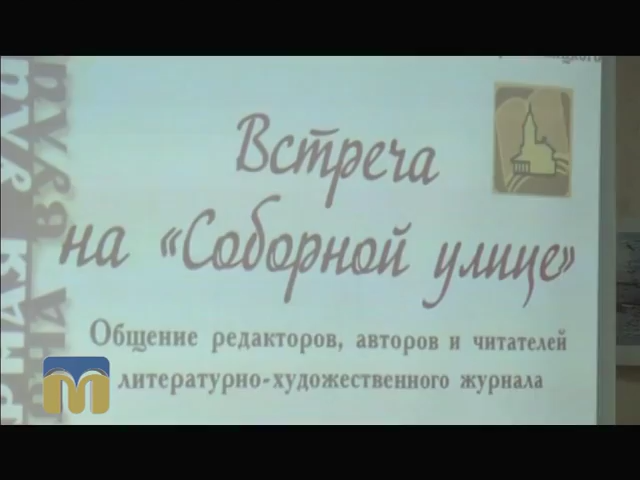 Встреча
на «Соборной улице»
Общение редакторов, авторов и читателей
литературно-художественного журнала